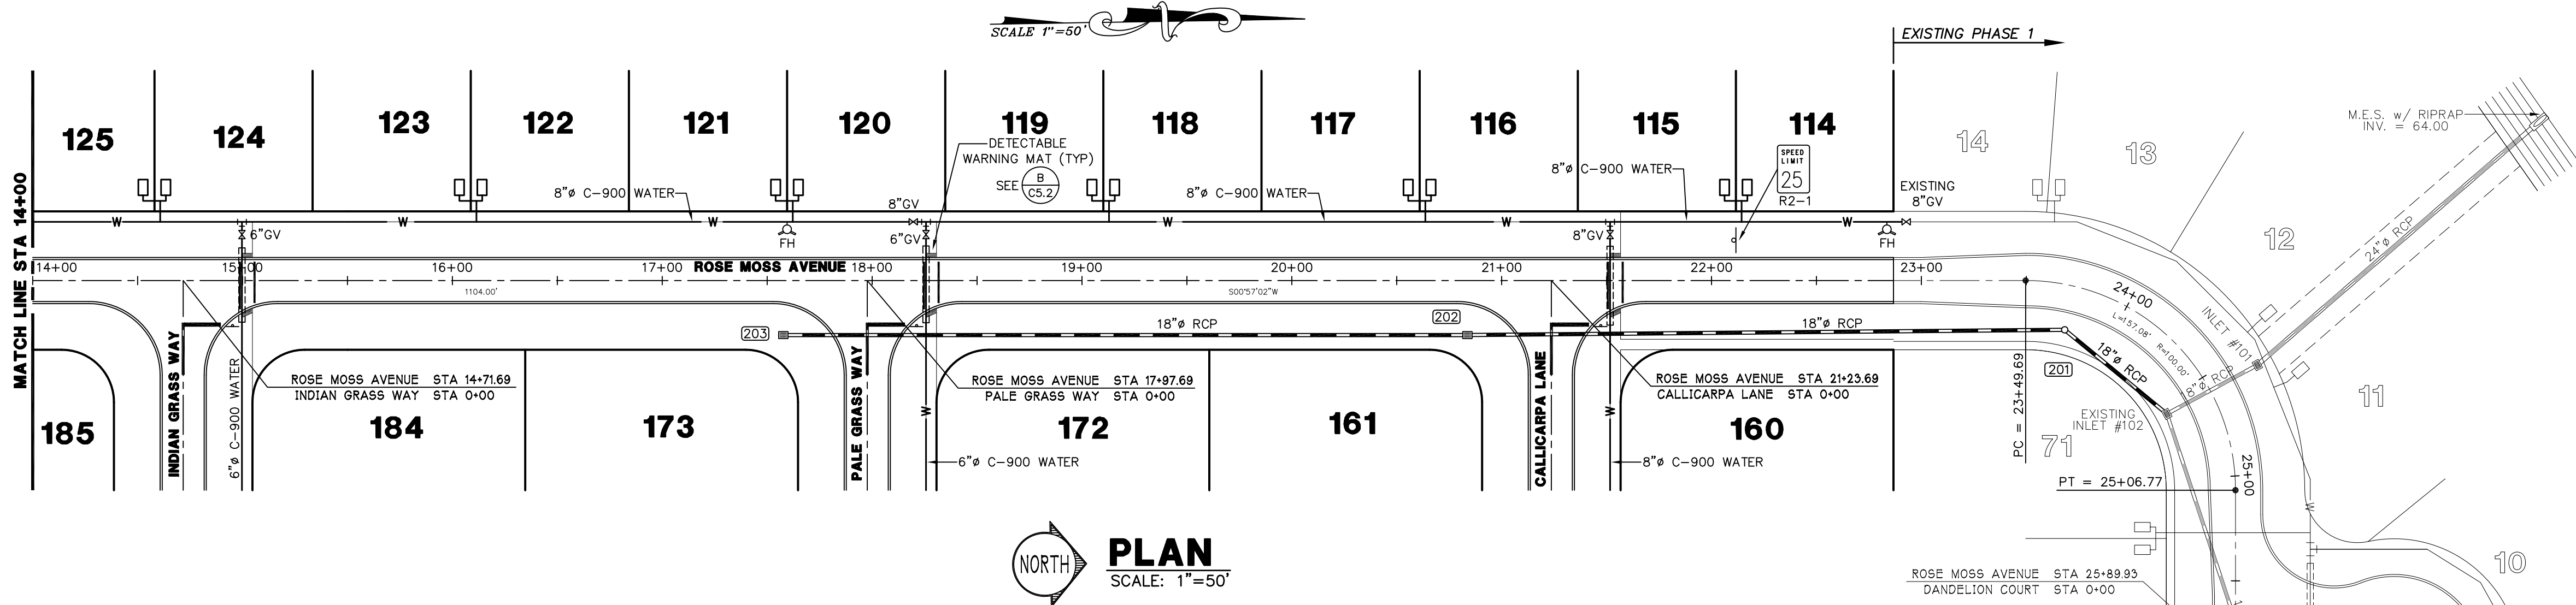 SCALE 1"=50'
EXISTING PHASE 1
MATCH LINE STA 14+00
125
124
123
122
121
120
119
118
117
116
115
114
14
13
12
11
10
71
DETECTABLE
WARNING MAT (TYP)
SEE B
C5.2
8"ø C-900 WATER
8"ø C-900 WATER
8"ø C-900 WATER
SPEED
LIMIT
25
R2-1
EXISTING
8"GV
M.E.S. w/ RIPRAP
INV. = 64.00
24"ø RCP
8"GV
6"GV
6"GV
8"GV
W
W
W
W
W
W
FH
FH
14+00
15+00
16+00
17+00
ROSE MOSS AVENUE
18+00
19+00
20+00
21+00
22+00
23+00
24+00
25+00
1104.00'
S00°57'02"W
L=157.08'
R=100.00'
INLET
#101
203
18"ø RCP
202
18"ø RCP
18"ø RCP
8"ø RCP
201
EXISTING
INLET #102
PC = 23+49.69
PT = 25+06.77
INDIAN GRASS WAY
6"ø C-900 WATER
ROSE MOSS AVENUE STA 14+71.69
INDIAN GRASS WAY STA 0+00
PALE GRASS WAY
W
ROSE MOSS AVENUE STA 17+97.69
PALE GRASS WAY STA 0+00
CALLICARPA LANE
W
ROSE MOSS AVENUE STA 21+23.69
CALLICARPA LANE STA 0+00
185
184
173
172
161
160
6"ø C-900 WATER
8"ø C-900 WATER
W
NORTH
PLAN
SCALE: 1"=50'
ROSE MOSS AVENUE STA 25+89.93
DANDELION COURT STA 0+00